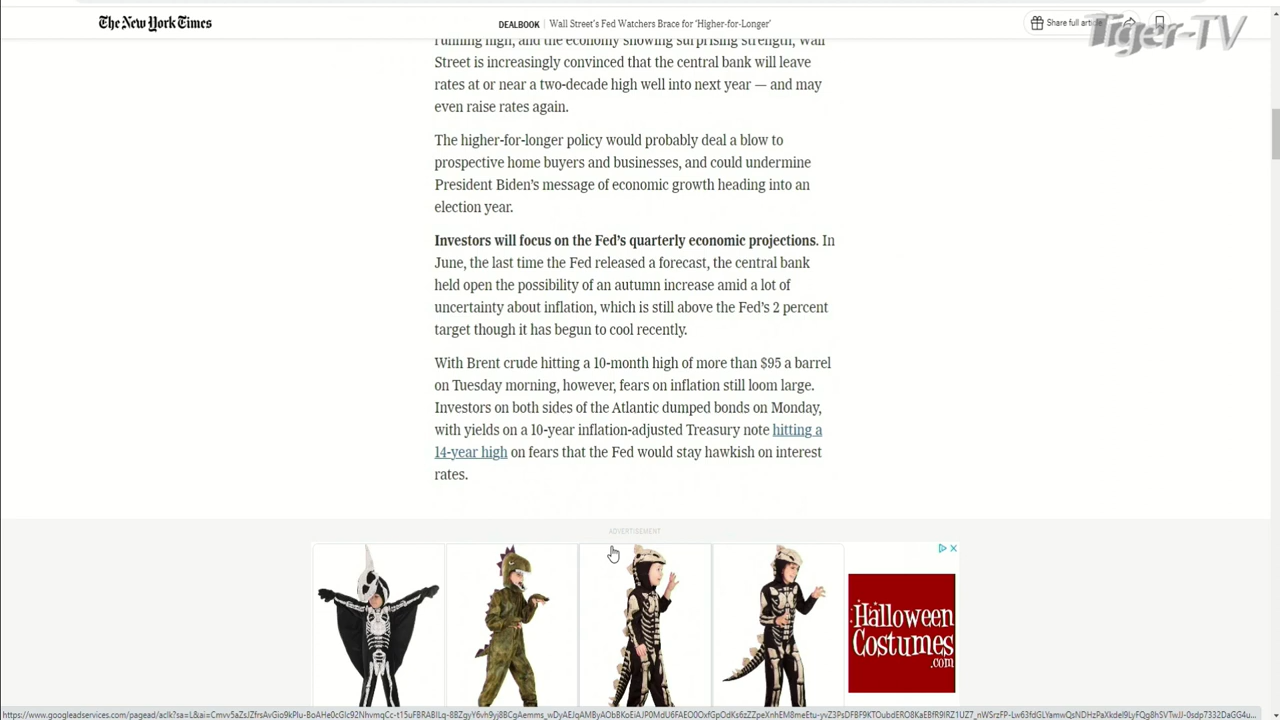 The New York Times
DEALBOOK | Wall Street's Fed Watchers Brace for 'Higher-for-Longer'
Share full article
Tiger-TV
running high, and the economy showing surprising strength, Wall
Street is increasingly convinced that the central bank will leave
rates at or near a two-decade high well into next year — and may
even raise rates again.
The higher-for-longer policy would probably deal a blow to
prospective home buyers and businesses, and could undermine
President Biden's message of economic growth heading into an
election year.
Investors will focus on the Fed's quarterly economic projections. In
June, the last time the Fed released a forecast, the central bank
held open the possibility of an autumn increase amid a lot of
uncertainty about inflation, which is still above the Fed's 2 percent
target though it has begun to cool recently.
With Brent crude hitting a 10-month high of more than $95 a barrel
on Tuesday morning, however, fears on inflation still loom large.
Investors on both sides of the Atlantic dumped bonds on Monday,
with yields on a 10-year inflation-adjusted Treasury note hitting a
14-year high on fears that the Fed would stay hawkish on interest
rates.
ADVERTISEMENT
Halloween
Costumes
.com